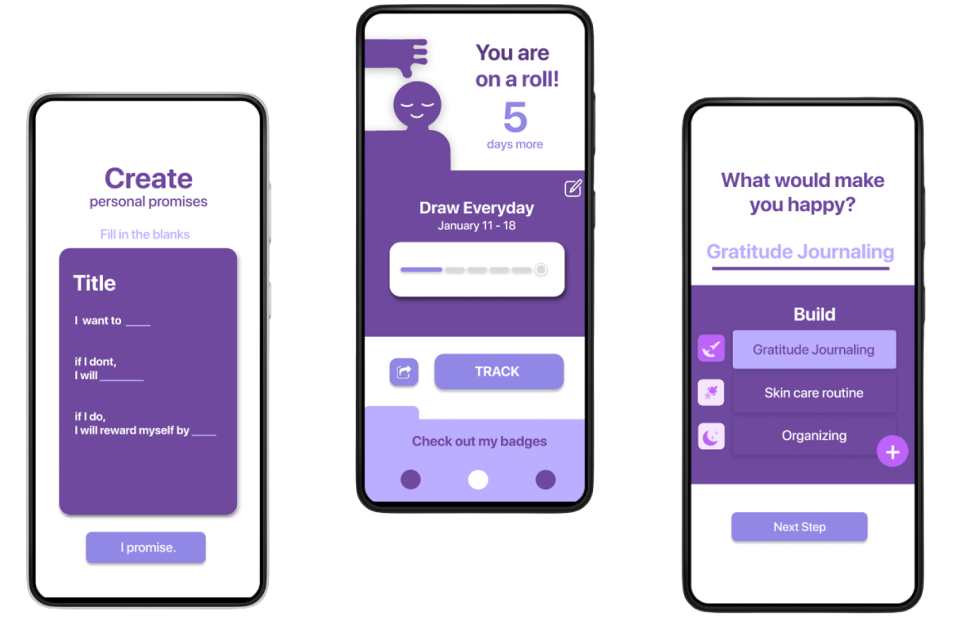 Create
personal promises
Fill in the blanks
Title
I want to ____
if I dont,
I will _______
if I do,
I will reward myself by ____
I promise.
You are
on a roll!
5
days more
Draw Everyday
January 11 - 18
TRACK
Check out my badges
What would make
you happy?
Gratitude Journaling
Build
Gratitude Journaling
Skin care routine
Organizing
+
Next Step